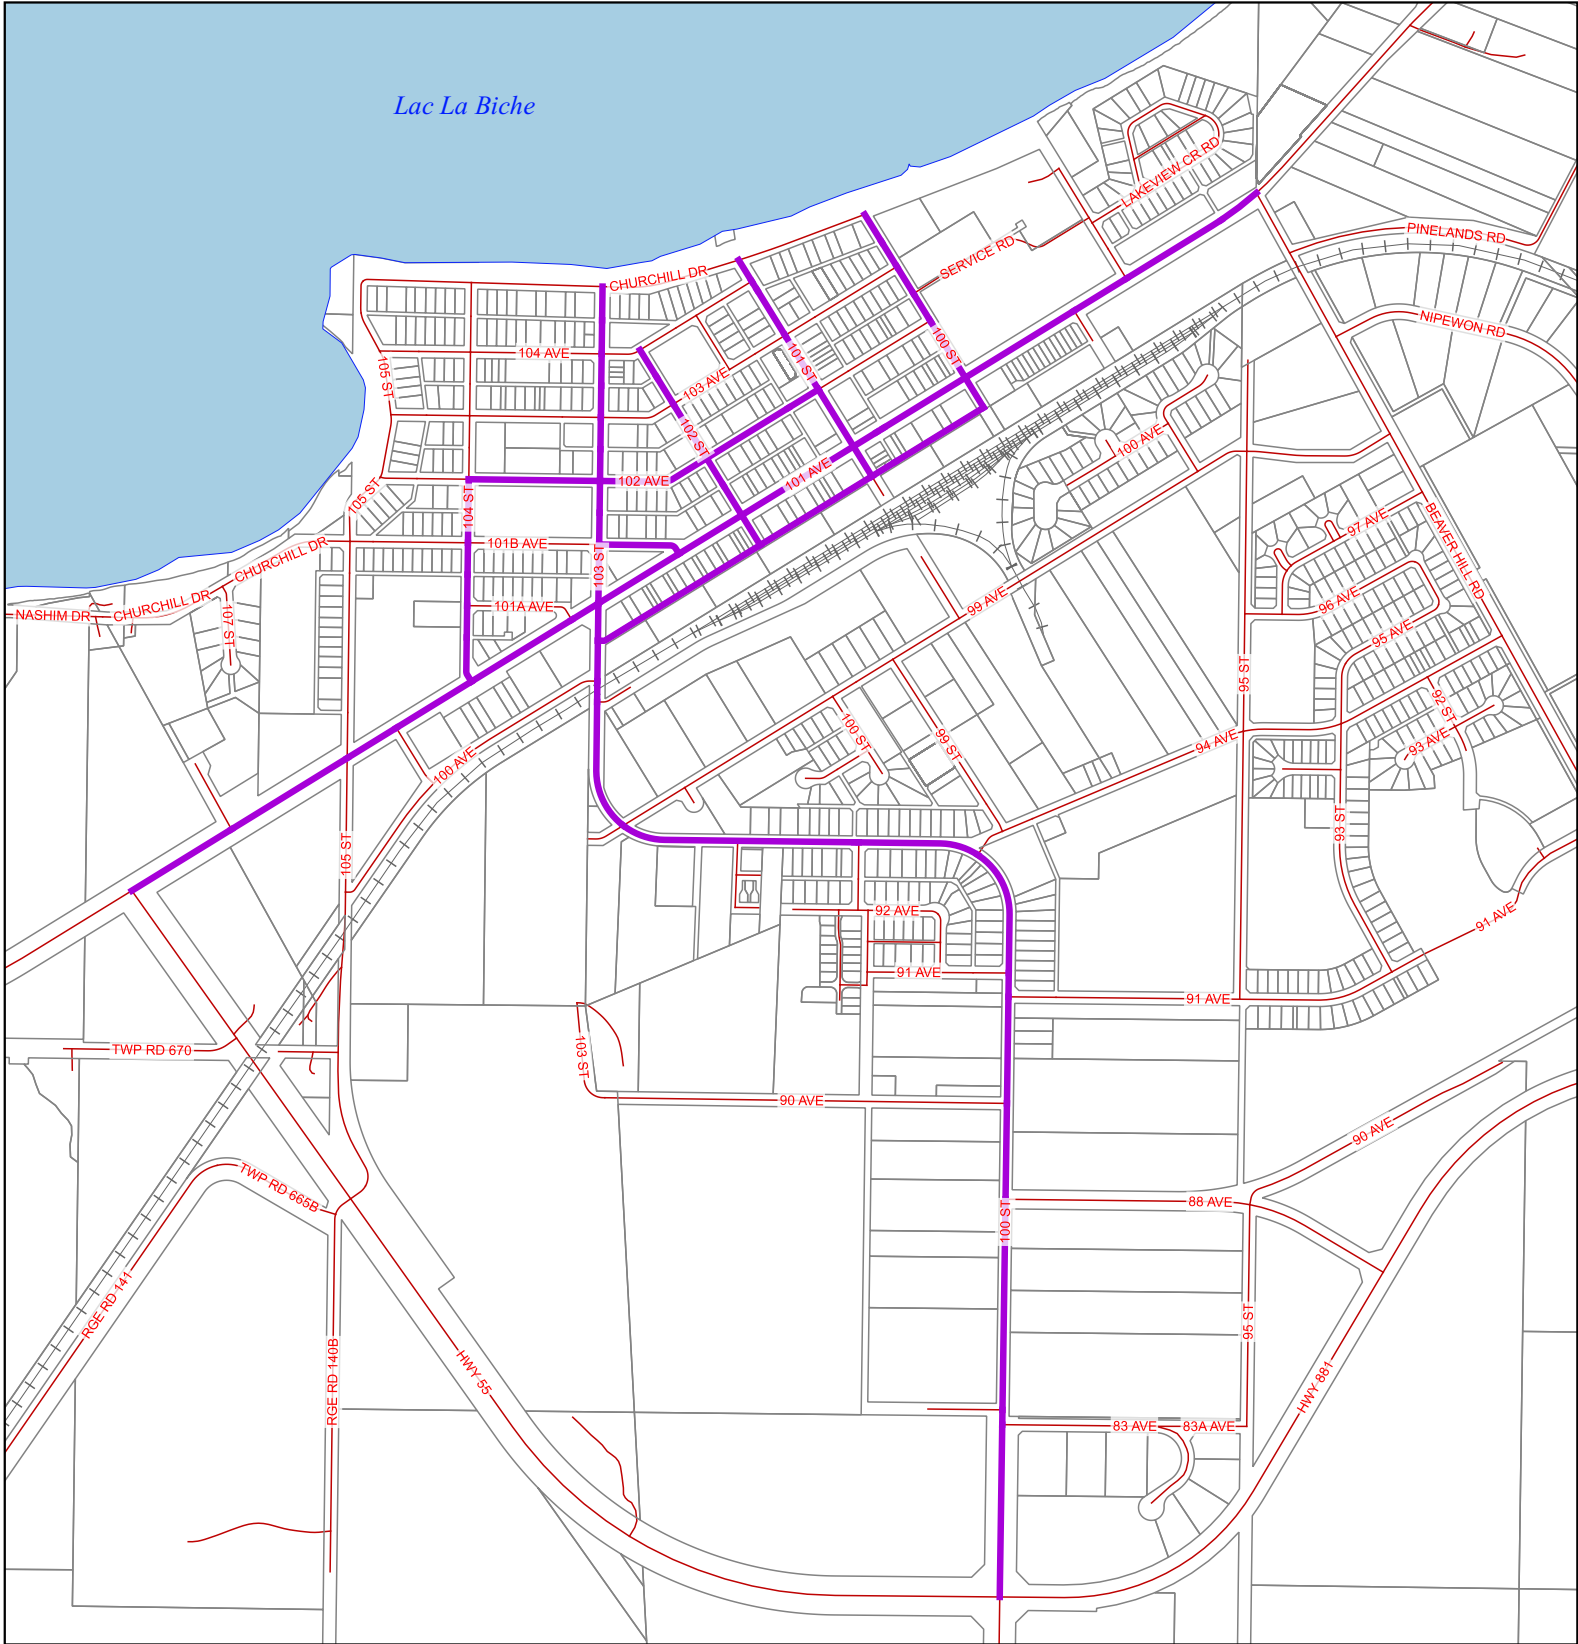 Lac La Biche
LAKEVIEW CR RD
PINELANDS RD
SERVICE RD
CHURCHILL DR
NIPEWON RD
104 AVE
105 ST
101 ST
100 ST
103 AVE
102 ST
100 AVE
101 AVE
102 AVE
104 ST
105 ST
BEAVER HILL RD
97 AVE
101B AVE
103 ST
CHURCHILL DR
96 AVE
99 AVE
101A AVE
CHURCHILL DR
NASHIM DR
107 ST
95 AVE
95 ST
92 ST
100 ST
99 ST
94 AVE
93 AVE
100 AVE
93 ST
105 ST
92 AVE
91 AVE
91 AVE
91 AVE
TWP RD 670
103 ST
90 AVE
90 AVE
TWP RD 665B
88 AVE
100 ST
RGE RD 141
95 ST
RGE RD 140B
HWY 55
HWY 881
83 AVE
83A AVE